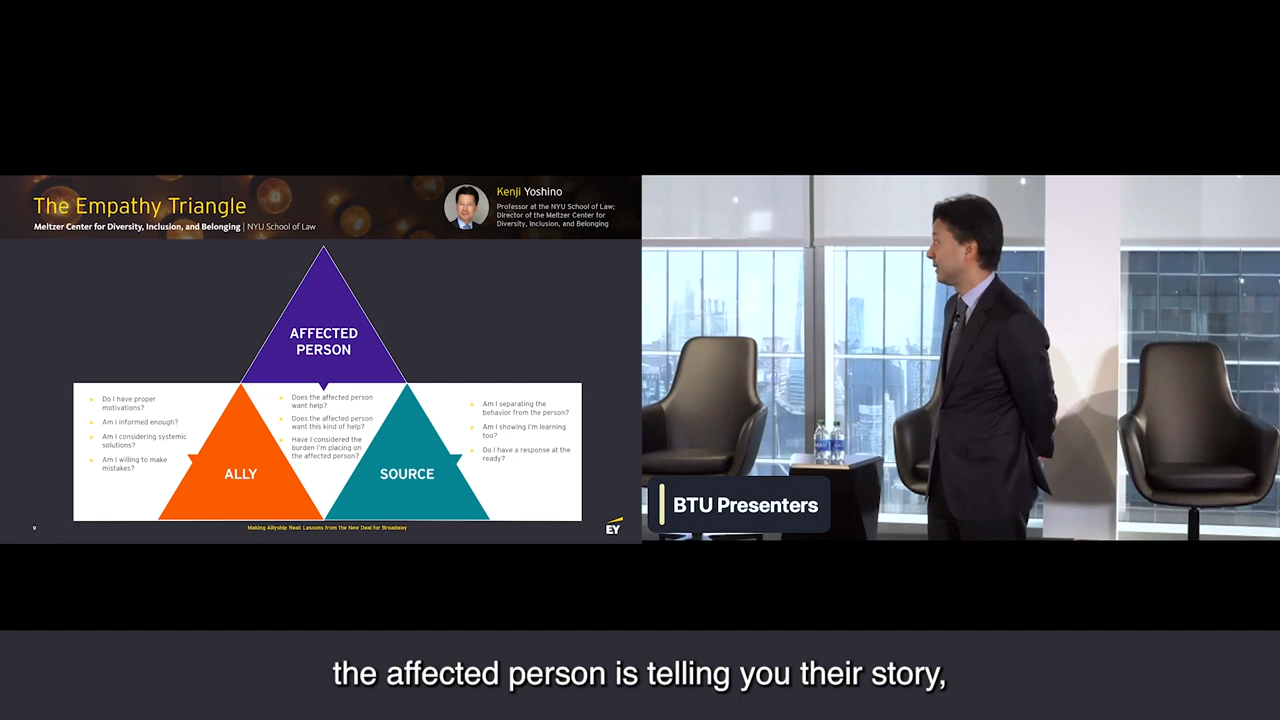 The Empathy Triangle
Meltzer Center for Diversity, Inclusion, and Belonging | NYU School of Law
Kenji Yoshino
Professor at the NYU School of Law;
Director of the Meltzer Center for
Diversity, Inclusion, and Belonging
AFFECTED
PERSON
Do I have proper
motivations?
Am I informed enough?
Am I considering systemic
solutions?
Am I willing to make
mistakes?
ALLY
Does the affected person
want help?
Does the affected person
want this kind of help?
Have I considered the
burden I'm placing on
the affected person?
SOURCE
Am I separating the
behavior from the person?
Am I showing I'm learning
too?
Do I have a response at the
ready?
9
Making Allyship Real: Lessons from the New Deal for Broadway
EY
BTU Presenters
the affected person is telling you their story,